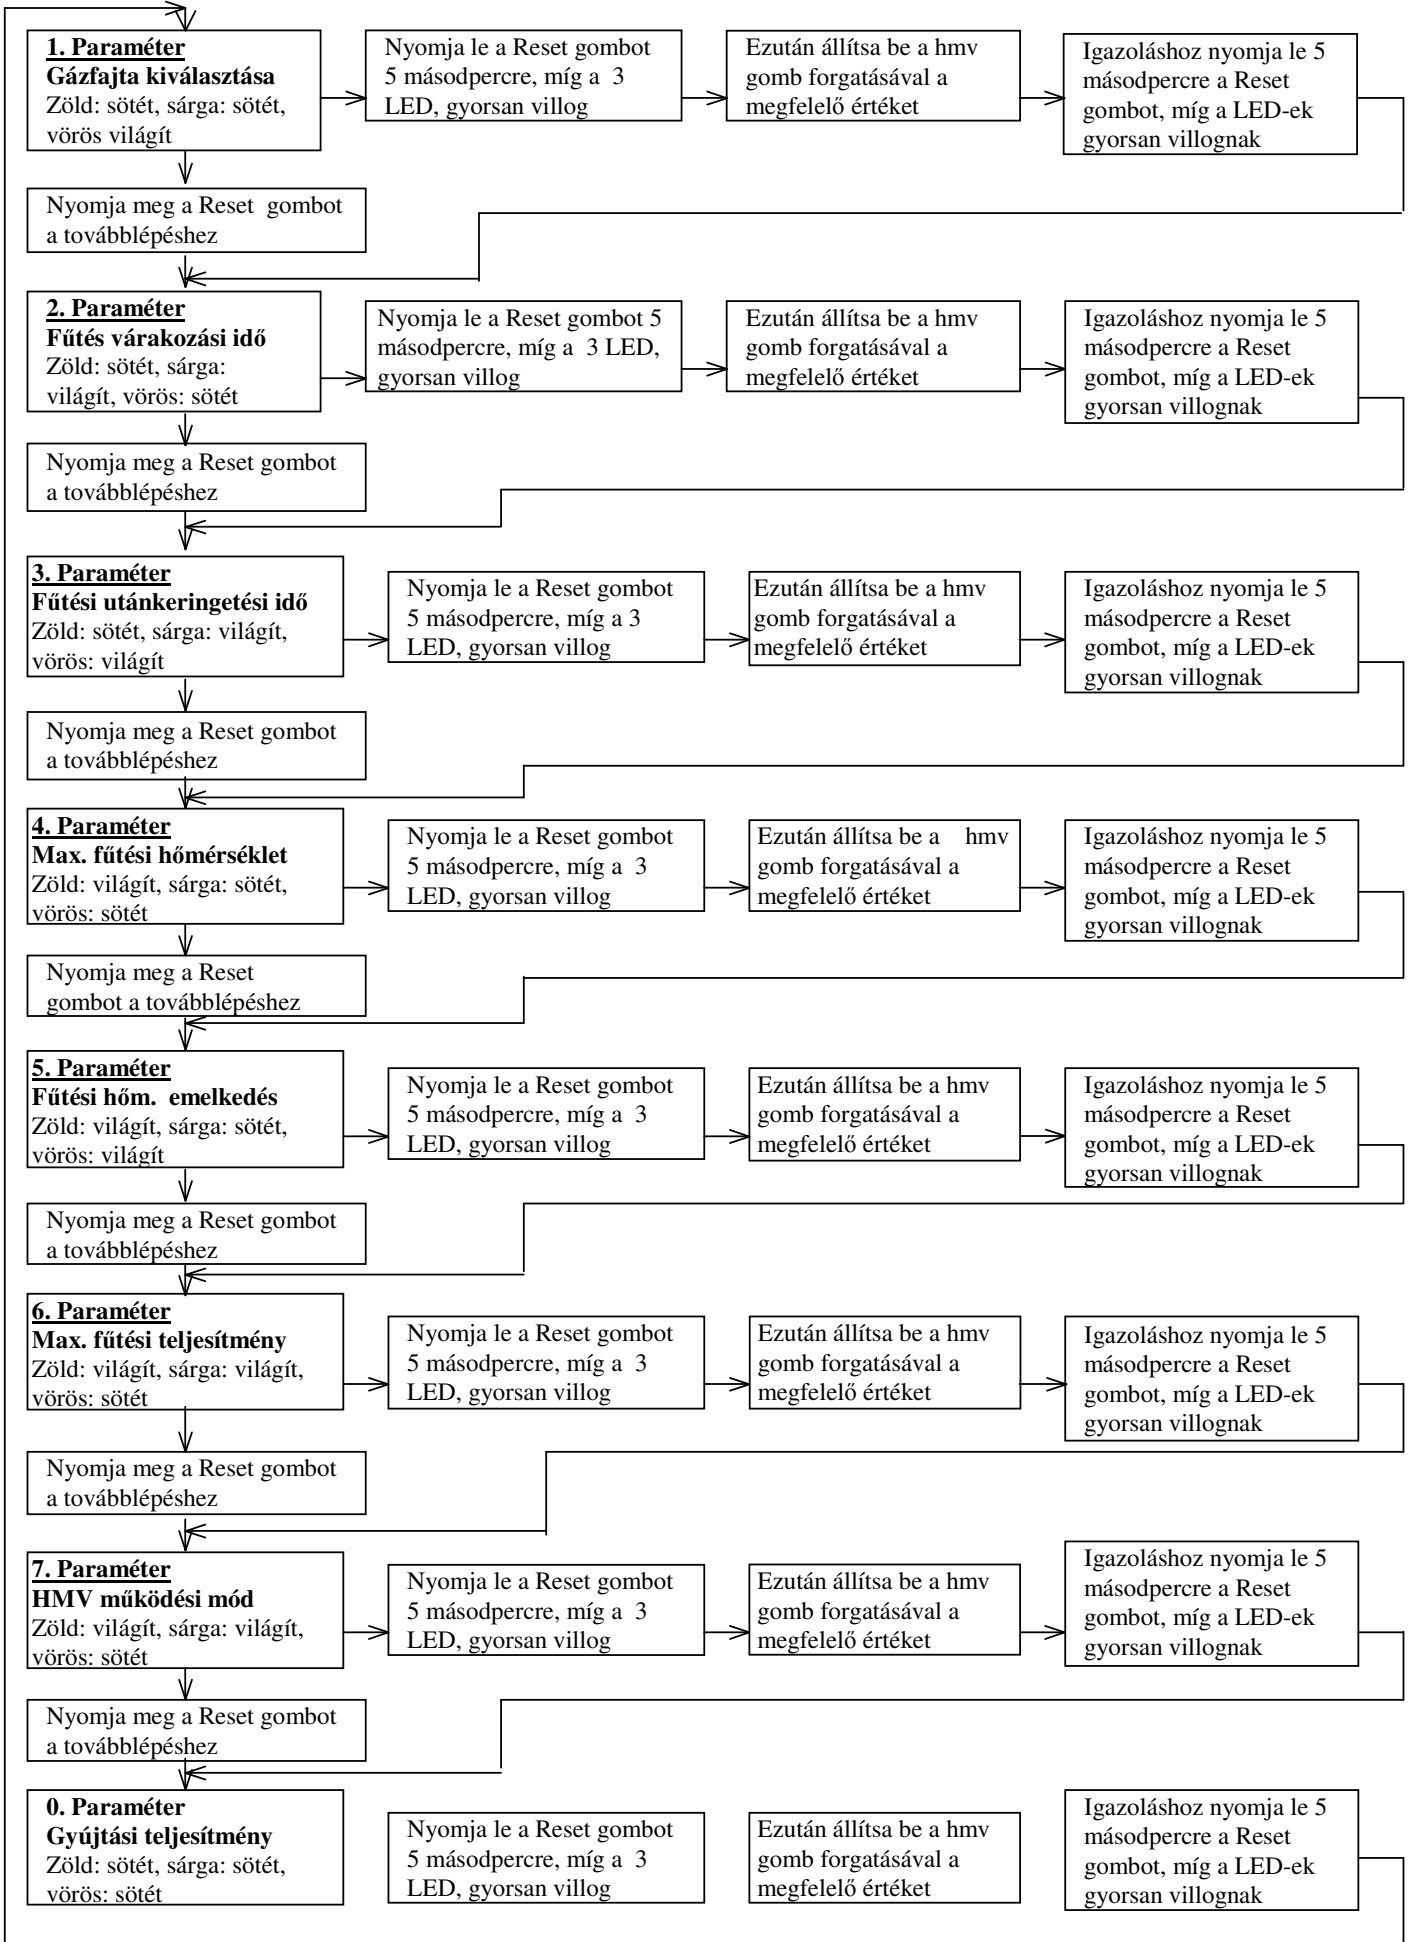 1. Paraméter
Gázfajta kiválasztása
Zöld: sötét, sárga: sötét,
vörös világít
Nyomja le a Reset gombot
5 másodpercre, míg a 3
LED, gyorsan villog
Ezután állítsa be a hmv
gomb forgatásával a
megfelelő értéket
Igazoláshoz nyomja le 5
másodpercre a Reset
gombot, míg a LED-ek
gyorsan villognak
Nyomja meg a Reset gombot
a továbblépéshez
2. Paraméter
Fűtés várakozási idő
Zöld: sötét, sárga:
világít, vörös: sötét
Nyomja le a Reset gombot 5
másodpercre, míg a 3 LED,
gyorsan villog
Ezután állítsa be a hmv
gomb forgatásával a
megfelelő értéket
Igazoláshoz nyomja le 5
másodpercre a Reset
gombot, míg a LED-ek
gyorsan villognak
Nyomja meg a Reset gombot
a továbblépéshez
3. Paraméter
Fűtési utánkeringetési idő
Zöld: sötét, sárga: világít,
vörös: világít
Nyomja le a Reset gombot
5 másodpercre, míg a 3
LED, gyorsan villog
Ezután állítsa be a hmv
gomb forgatásával a
megfelelő értéket
Igazoláshoz nyomja le 5
másodpercre a Reset
gombot, míg a LED-ek
gyorsan villognak
Nyomja meg a Reset gombot
a továbblépéshez
4. Paraméter
Max. fűtési hőmérséklet
Zöld: világít, sárga: sötét,
vörös: sötét
Nyomja le a Reset gombot
5 másodpercre, míg a 3
LED, gyorsan villog
Ezután állítsa be a hmv
gomb forgatásával a
megfelelő értéket
Igazoláshoz nyomja le 5
másodpercre a Reset
gombot, míg a LED-ek
gyorsan villognak
Nyomja meg a Reset
gombot a továbblépéshez
5. Paraméter
Fűtési hőm. emelkedés
Zöld: világít, sárga: sötét,
vörös: világít
Nyomja le a Reset gombot
5 másodpercre, míg a 3
LED, gyorsan villog
Ezután állítsa be a hmv
gomb forgatásával a
megfelelő értéket
Igazoláshoz nyomja le 5
másodpercre a Reset
gombot, míg a LED-ek
gyorsan villognak
Nyomja meg a Reset gombot
a továbblépéshez
6. Paraméter
Max. fűtési teljesítmény
Zöld: világít, sárga: világít,
vörös: sötét
Nyomja le a Reset gombot
5 másodpercre, míg a 3
LED, gyorsan villog
Ezután állítsa be a hmv
gomb forgatásával a
megfelelő értéket
Igazoláshoz nyomja le 5
másodpercre a Reset
gombot, míg a LED-ek
gyorsan villognak
Nyomja meg a Reset gombot
a továbblépéshez
7. Paraméter
HMV működési mód
Zöld: világít, sárga: világít,
vörös: sötét
Nyomja le a Reset gombot
5 másodpercre, míg a 3
LED, gyorsan villog
Ezután állítsa be a hmv
gomb forgatásával a
megfelelő értéket
Igazoláshoz nyomja le 5
másodpercre a Reset
gombot, míg a LED-ek
gyorsan villognak
Nyomja meg a Reset gombot
a továbblépéshez
0. Paraméter
Gyújtási teljesítmény
Zöld: sötét, sárga: sötét,
vörös: sötét
Nyomja le a Reset gombot
5 másodpercre, míg a 3
LED, gyorsan villog
Ezután állítsa be a hmv
gomb forgatásával a
megfelelő értéket
Igazoláshoz nyomja le 5
másodpercre a Reset
gombot, míg a LED-ek
gyorsan villognak